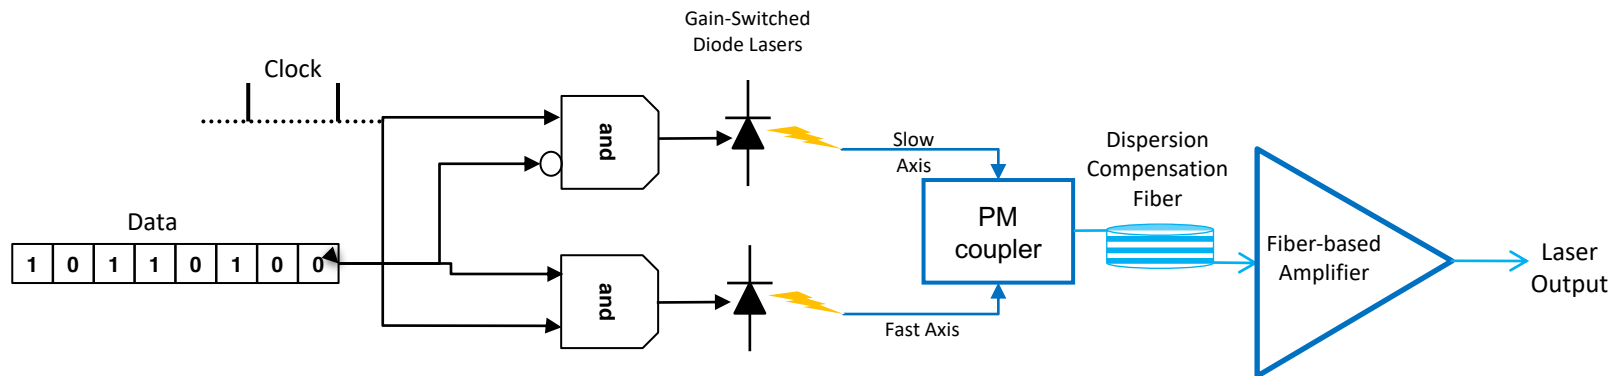 Gain-Switched
Diode Lasers
Clock
and
Slow
Axis
Dispersion
Compensation
Fiber
Data
1 0 1 1 0 1 0 0
and
PM
coupler
Fast Axis
Fiber-based
Amplifier
Laser
Output